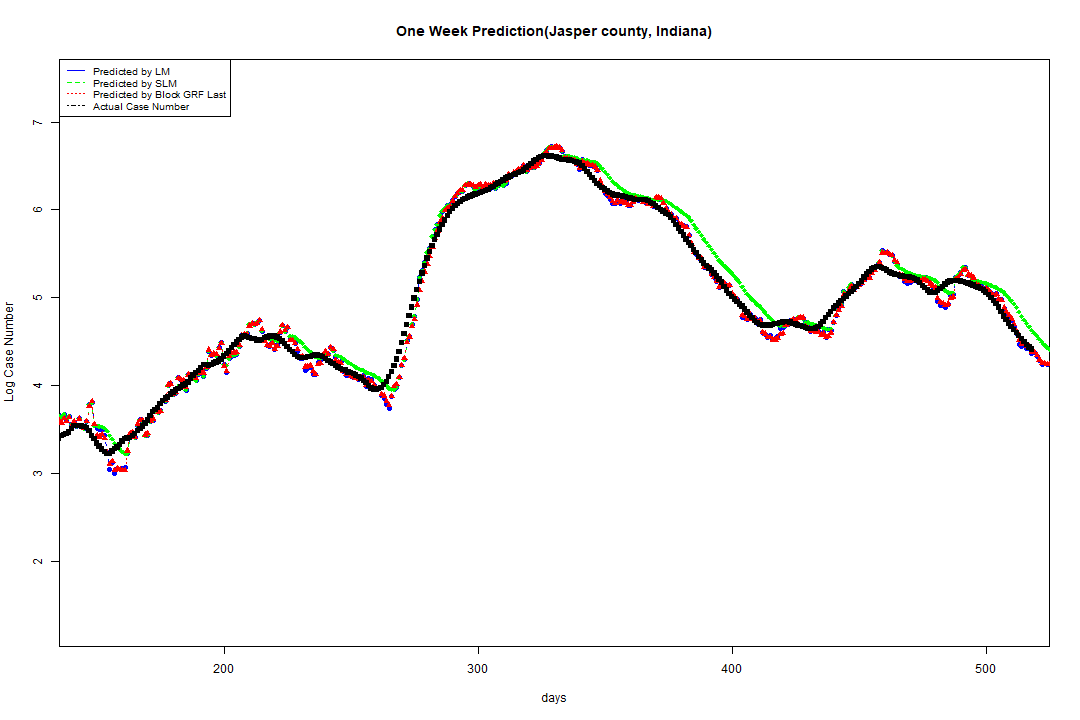 One Week Prediction(Jasper county, Indiana)
Predicted by LM
Predicted by SLM
Predicted by Block GRF Last
Actual Case Number
7
6
5
4
3
2
Log Case Number
200 300 400 500
days